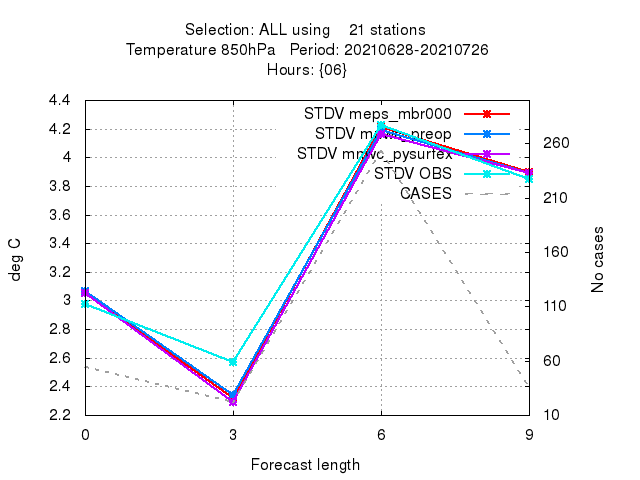 Selection: ALL using 21 stations
Temperature 850hPa Period: 20210628-20210726
Hours: {06}
4.4
4.2
4
3.8
3.6
3.4
3.2
3
2.8
2.6
2.4
2.2
deg C
STDV meps_mbr000
STDV
preop
STDV mnwc_pysurfex
STDV OBS
CASES
260
210
160
110
60
10
No cases
0 3 6 9
Forecast length